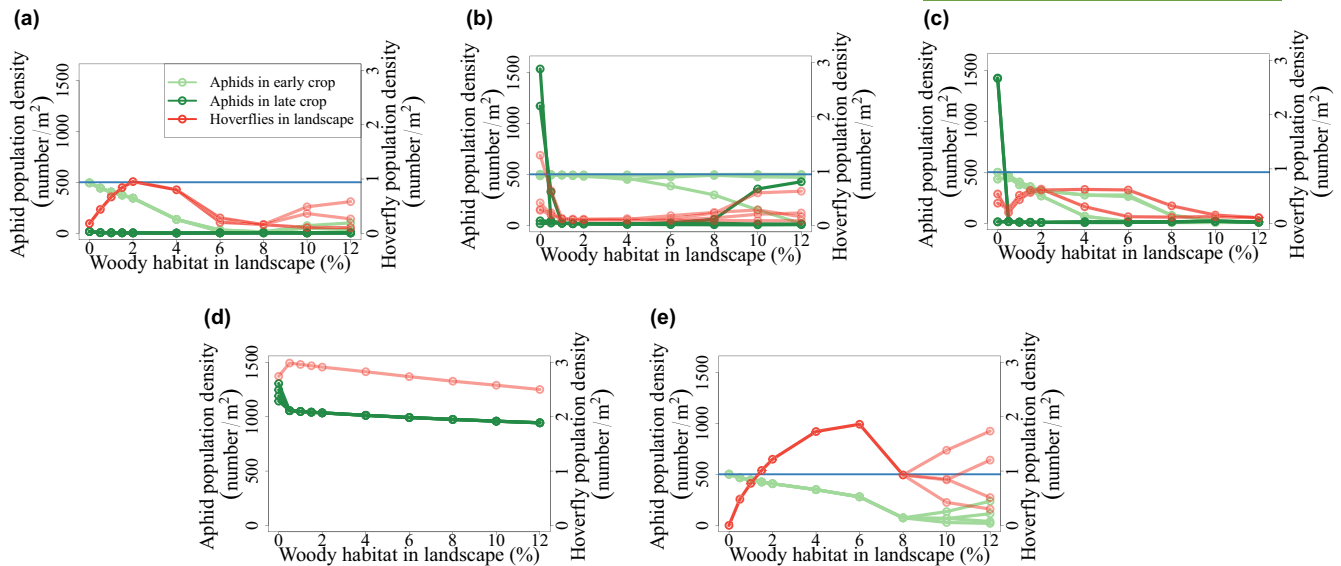 (a)
Aphid population density
(number/m²)
0 500 1000 1500
Aphids in early crop
Aphids in late crop
Hoverflies in landscape
0 1 2 3
Hoverfly population density
(number/m²)
0 2 4 6 8 10 12
Woody habitat in landscape (%)
(b)
Aphid population density
(number/m²)
0 500 1000 1500
0 1 2 3
Hoverfly population density
(number/m²)
0 2 4 6 8 10 12
Woody habitat in landscape (%)
(c)
Aphid population density
(number/m²)
0 500 1000 1500
0 1 2 3
Hoverfly population density
(number/m²)
0 2 4 6 8 10 12
Woody habitat in landscape (%)
(d)
Aphid population density
(number/m²)
0 500 1000 1500
0 1 2 3
Hoverfly population density
(number/m²)
0 2 4 6 8 10 12
Woody habitat in landscape (%)
(e)
Aphid population density
(number/m²)
0 500 1000 1500
0 1 2 3
Hoverfly population density
(number/m²)
0 2 4 6 8 10 12
Woody habitat in landscape (%)